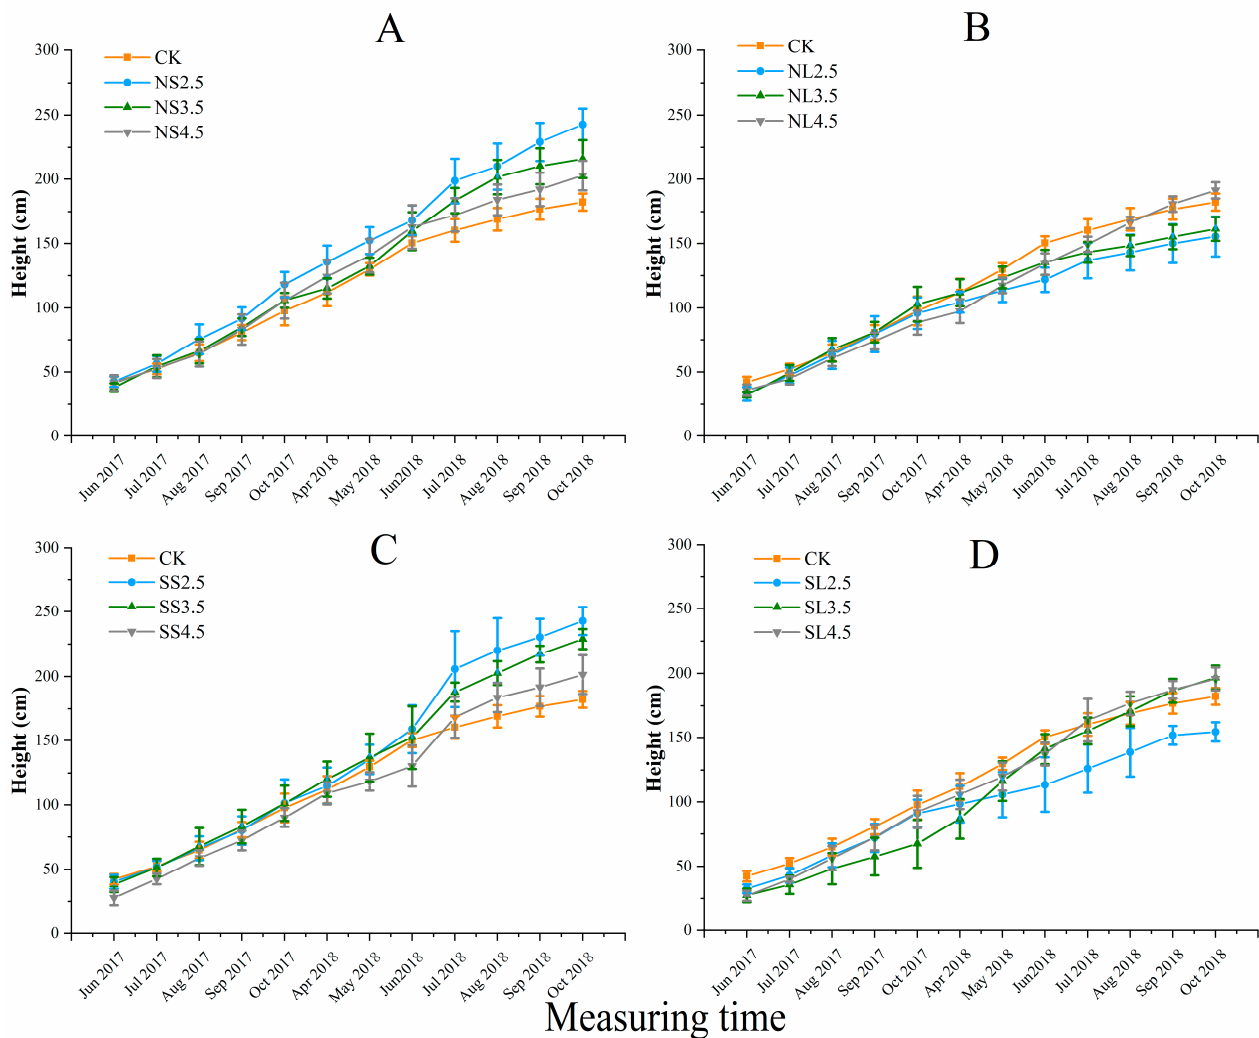 A
Height (cm)
300
250
200
150
100
50
0
CK
NS2.5
NS3.5
NS4.5
Jun 2017
Jul 2017
Aug 2017
Sep 2017
Oct 2017
Apr 2018
May 2018
Jun2018
Jul 2018
Aug 2018
Sep 2018
Oct 2018
B
Height (cm)
300
250
200
150
100
50
0
CK
NL2.5
NL3.5
NL4.5
Jun 2017
Jul 2017
Aug 2017
Sep 2017
Oct 2017
Apr 2018
May 2018
Jun2018
Jul 2018
Aug 2018
Sep 2018
Oct 2018
C
Height (cm)
300
250
200
150
100
50
0
CK
SS2.5
SS3.5
SS4.5
Jun 2017
Jul 2017
Aug 2017
Sep 2017
Oct 2017
Apr 2018
May 2018
Jun2018
Jul 2018
Aug 2018
Sep 2018
Oct 2018
D
Height (cm)
300
250
200
150
100
50
0
CK
SL2.5
SL3.5
SL4.5
Jun 2017
Jul 2017
Aug 2017
Sep 2017
Oct 2017
Apr 2018
May 2018
Jun2018
Jul 2018
Aug 2018
Sep 2018
Oct 2018
Measuring time